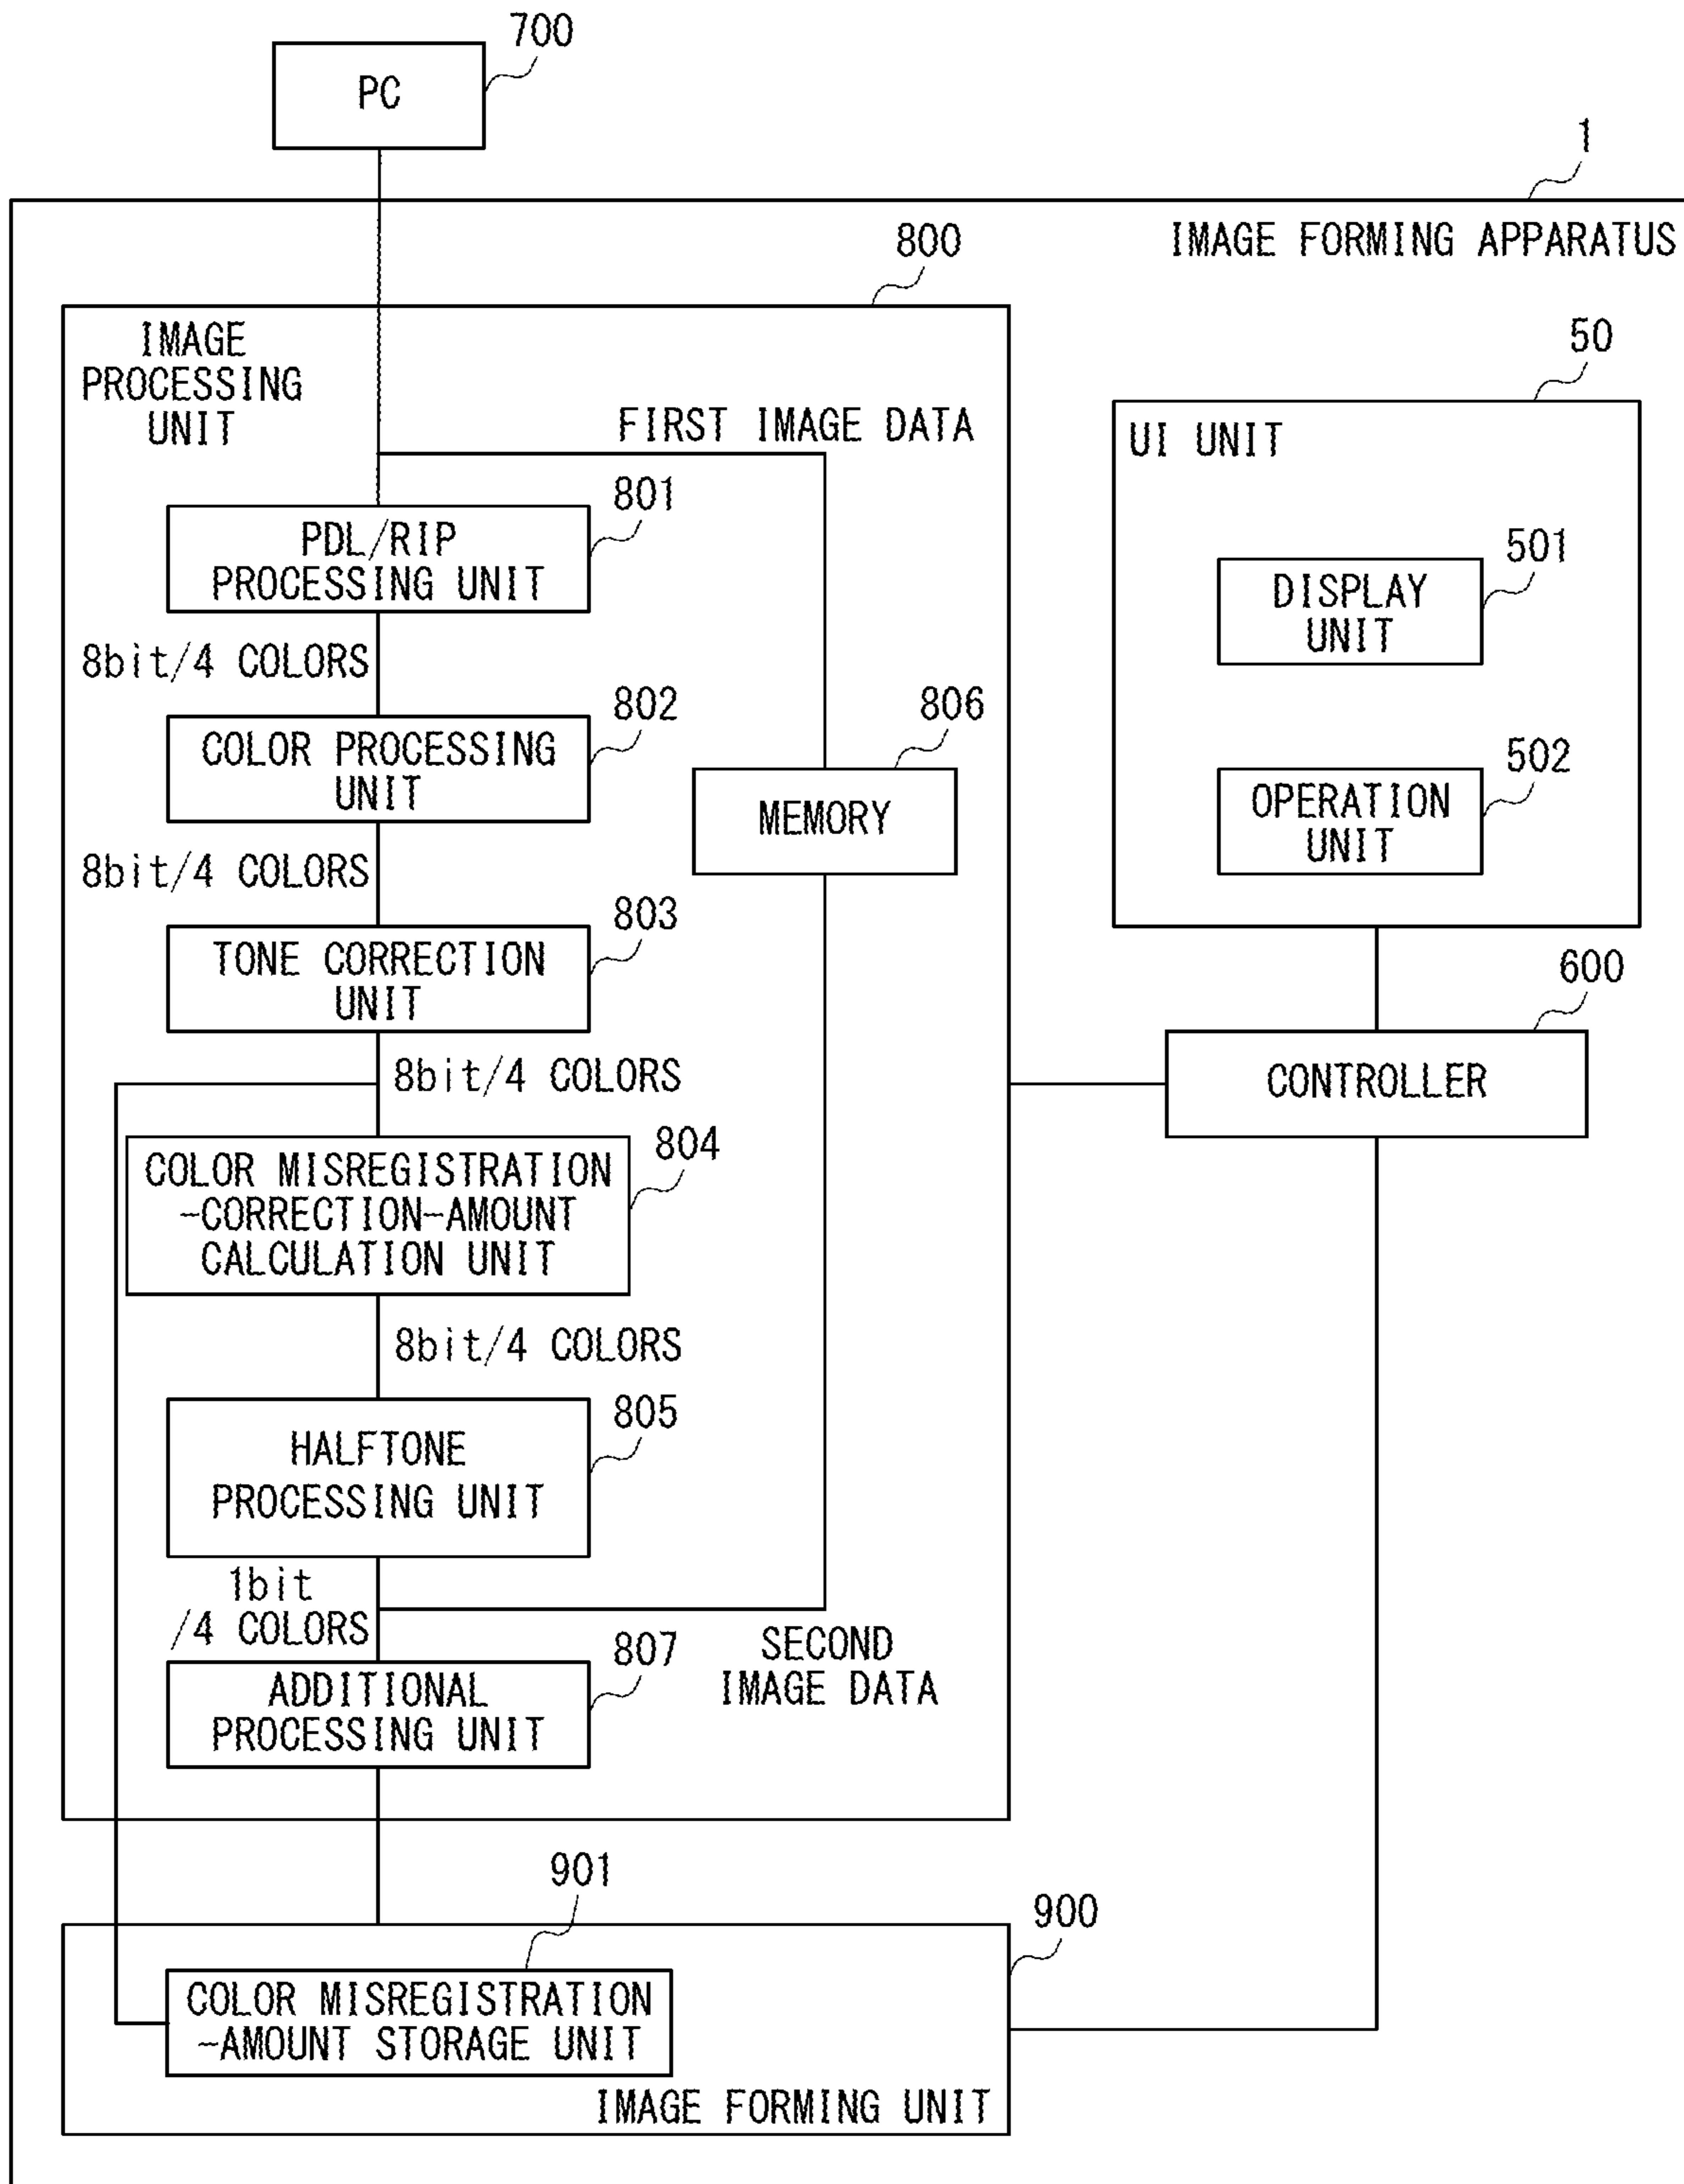 700
PC
1
IMAGE FORMING APPARATUS
800
IMAGE
PROCESSING
UNIT
FIRST IMAGE DATA
50
UI UNIT
801
PDL/RIP
PROCESSING UNIT
501
DISPLAY
UNIT
8bit/4 COLORS
802
COLOR PROCESSING
UNIT
806
MEMORY
502
OPERATION
UNIT
8bit/4 COLORS
803
TONE CORRECTION
UNIT
600
CONTROLLER
8bit/4 COLORS
804
COLOR MISREGISTRATION
-CORRECTION-AMOUNT
CALCULATION UNIT
8bit/4 COLORS
805
HALFTONE
PROCESSING UNIT
1bit
/4 COLORS
SECOND
IMAGE DATA
807
ADDITIONAL
PROCESSING UNIT
901
900
COLOR MISREGISTRATION
-AMOUNT STORAGE UNIT
IMAGE FORMING UNIT